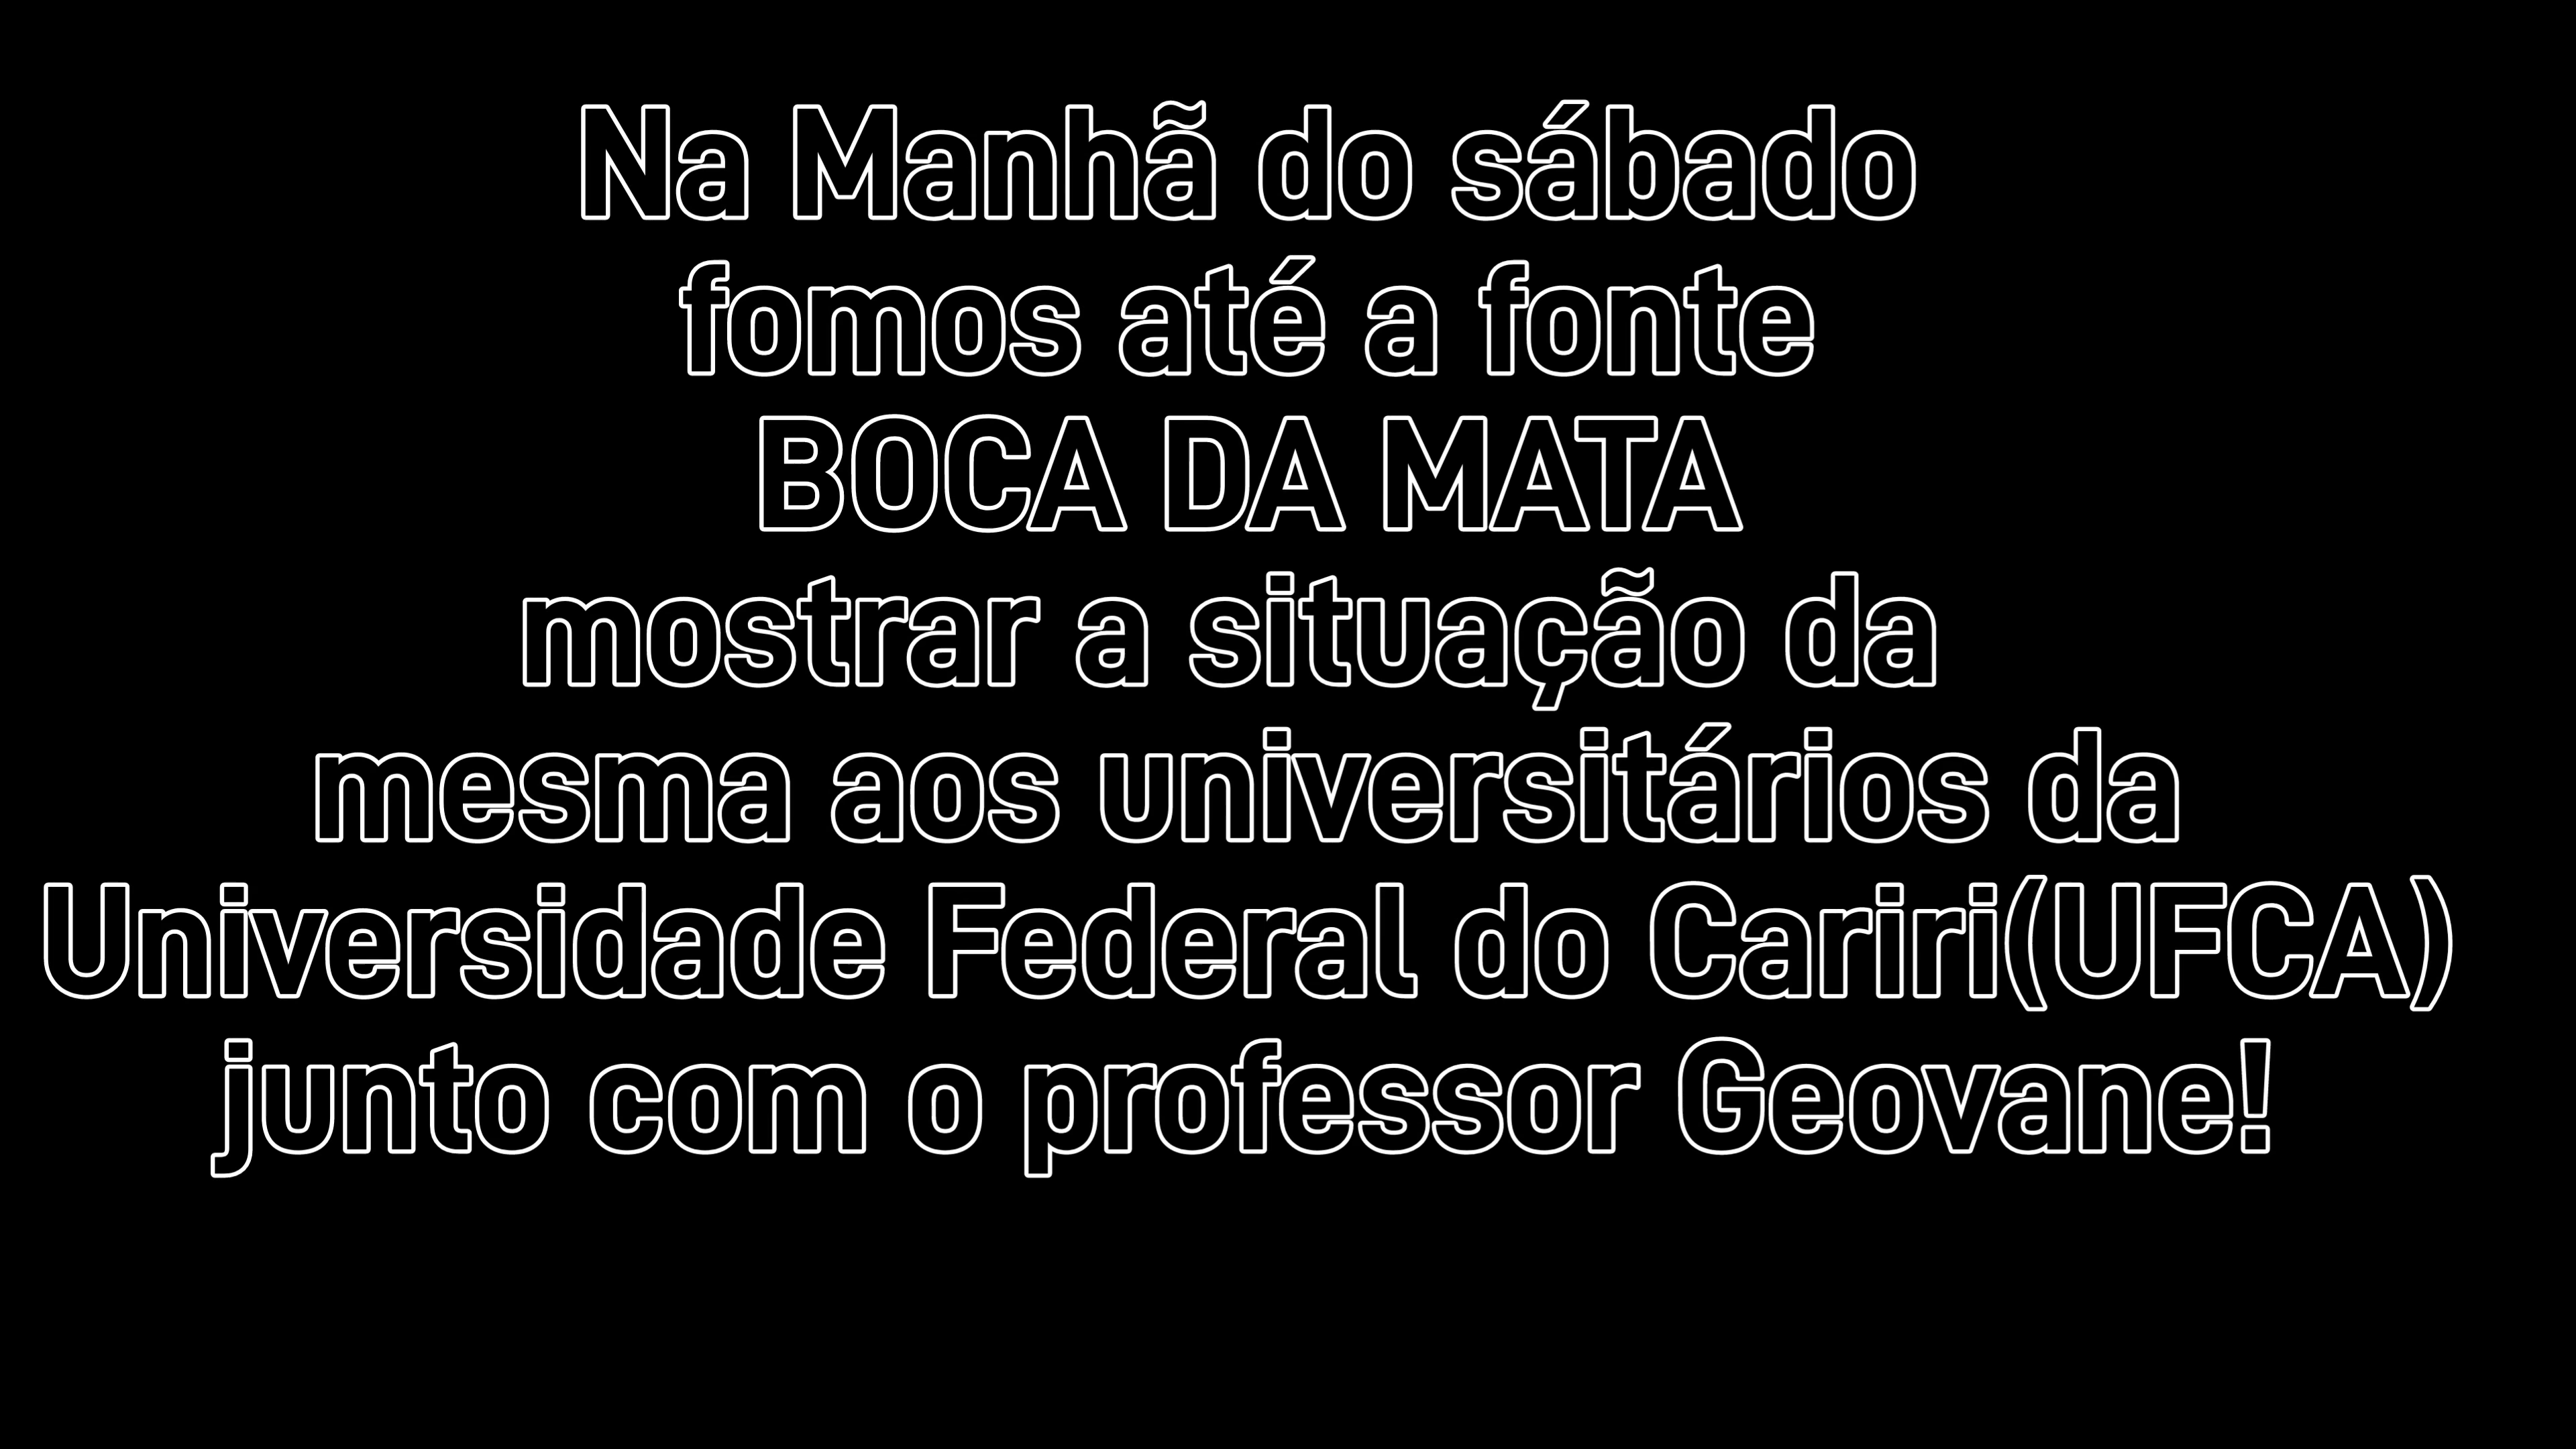 Na Manhã do sábado
fomos até a fonte
BOCA DA MATA
mostrar a situação da
mesma aos universitários da
Universidade Federal do Cariri(UFCA)
junto com o professor Geovane!